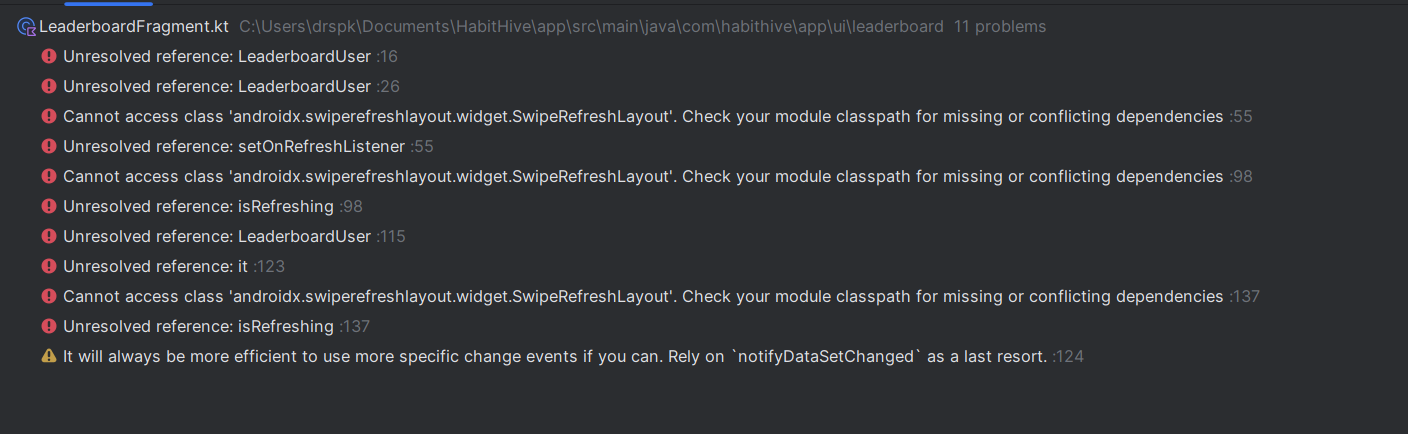 LeaderboardFragment.kt C:\Users\drspk\Documents\HabitHive\app\src\main\java\com\habithive\app\ui\leaderboard 11 problems
Unresolved reference: LeaderboardUser :16
Unresolved reference: LeaderboardUser :26
Cannot access class 'androidx.swiperefreshlayout.widget.SwipeRefreshLayout'. Check your module classpath for missing or conflicting dependencies :55
Unresolved reference: setOnRefreshListener :55
Cannot access class 'androidx.swiperefreshlayout.widget.SwipeRefreshLayout'. Check your module classpath for missing or conflicting dependencies :98
Unresolved reference: isRefreshing :98
Unresolved reference: LeaderboardUser :115
Unresolved reference: it :123
Cannot access class 'androidx.swiperefreshlayout.widget.SwipeRefreshLayout'. Check your module classpath for missing or conflicting dependencies :137
Unresolved reference: isRefreshing :137
It will always be more efficient to use more specific change events if you can. Rely on `notifyDataSetChanged` as a last resort. :124